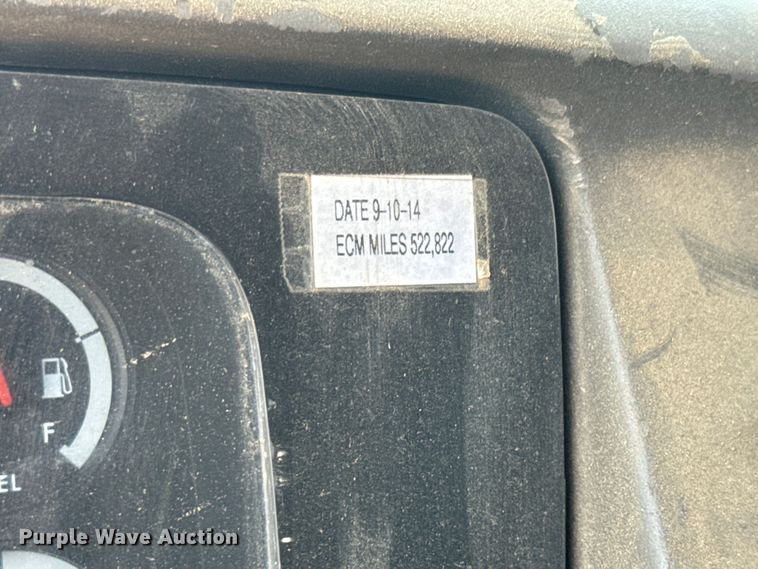 DATE 9-10-14
ECM MILES 522,822
F
EL
Purple Wave Auction